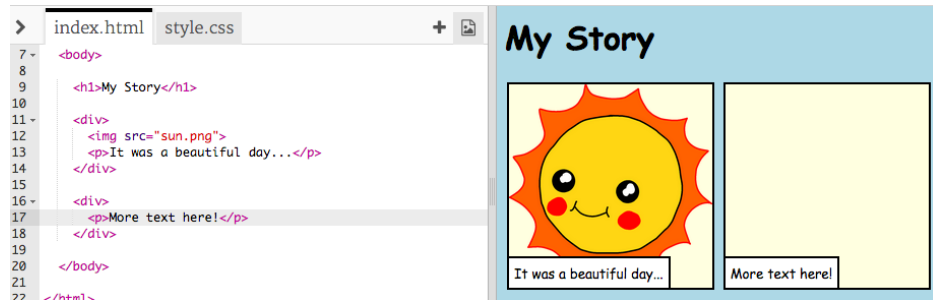 index.html style.css
7 <body>
8
9 <h1>My Story</h1>
10
11 <div>
12 <img src="sun.png">
13 <p>It was a beautiful day...</p>
14 </div>
15
16 <div>
17 <p>More text here!</p>
18 </div>
19
20 </body>
21
22 </html>
My Story
It was a beautiful day...
More text here!